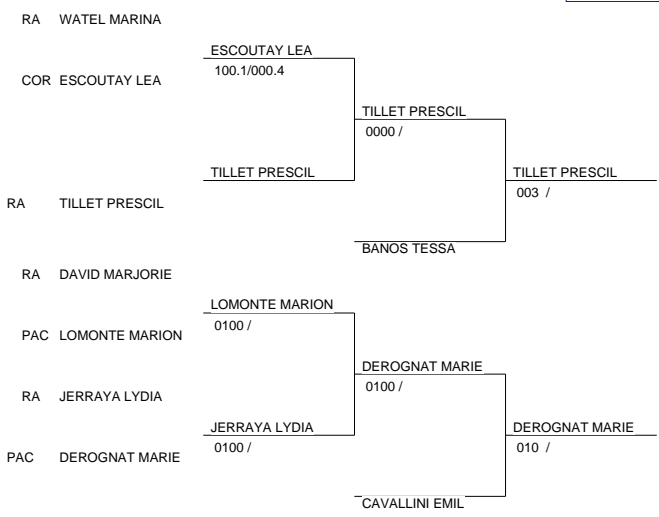 RA WATEL MARINA
ESCOUTAY LEA
100.1/000.4
COR ESCOUTAY LEA
TILLET PRESCIL
0000 /
TILLET PRESCIL
TILLET PRESCIL
003 /
RA TILLET PRESCIL
BANOS TESSA
RA DAVID MARJORIE
LOMONTE MARION
0100 /
PAC LOMONTE MARION
DEROGNAT MARIE
0100 /
RA JERRAYA LYDIA
JERRAYA LYDIA
0100 /
DEROGNAT MARIE
010 /
PAC DEROGNAT MARIE
CAVALLINI EMIL